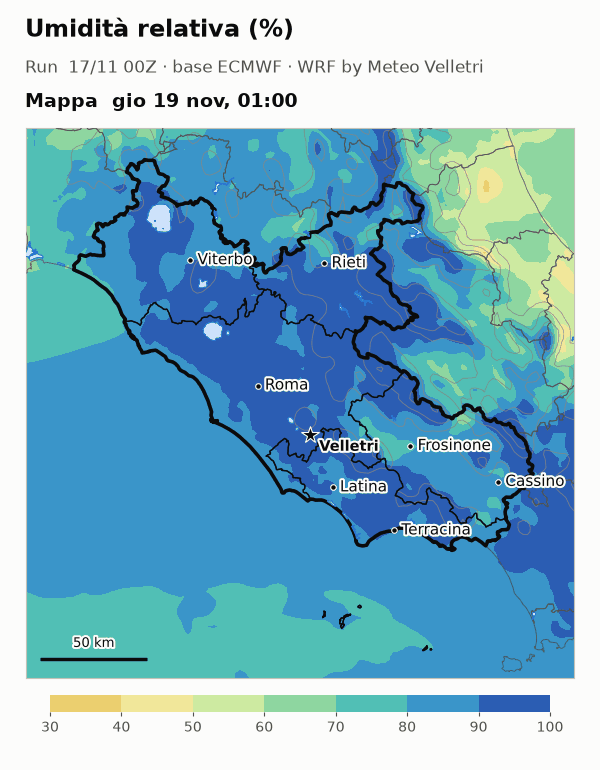 Umidità relativa (%)
Run  17/11 00Z · base ECMWF · WRF by Meteo Velletri
Mappa  gio 19 nov, 01:00
Viterbo
Rieti
Roma
Velletri
Frosinone
Latina
Cassino
Terracina
50 km
30 40 50 60 70 80 90 100